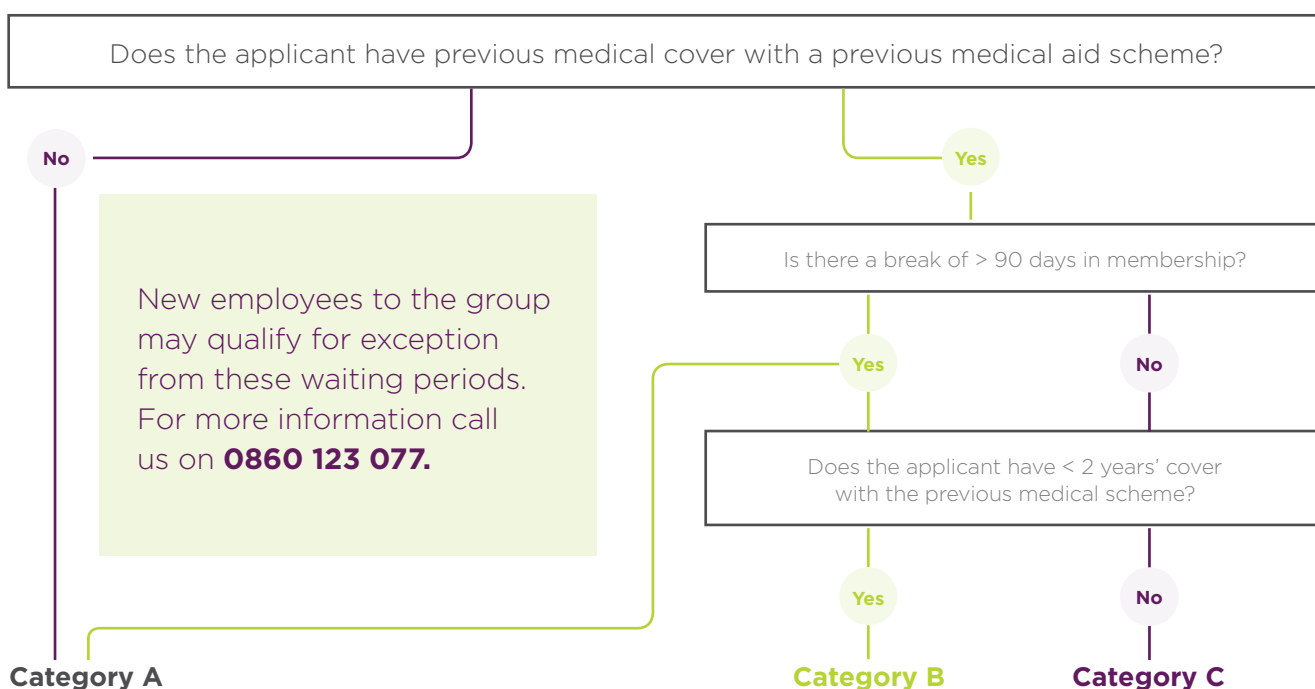 Does the applicant have previous medical cover with a previous medical aid scheme?
No
Yes
New employees to the group
may qualify for exception
from these waiting periods.
For more information call
us on 0860 123 077.
Is there a break of > 90 days in membership?
Yes
No
Does the applicant have < 2 years’ cover
with the previous medical scheme?
Yes
No
Category A
Category B
Category C